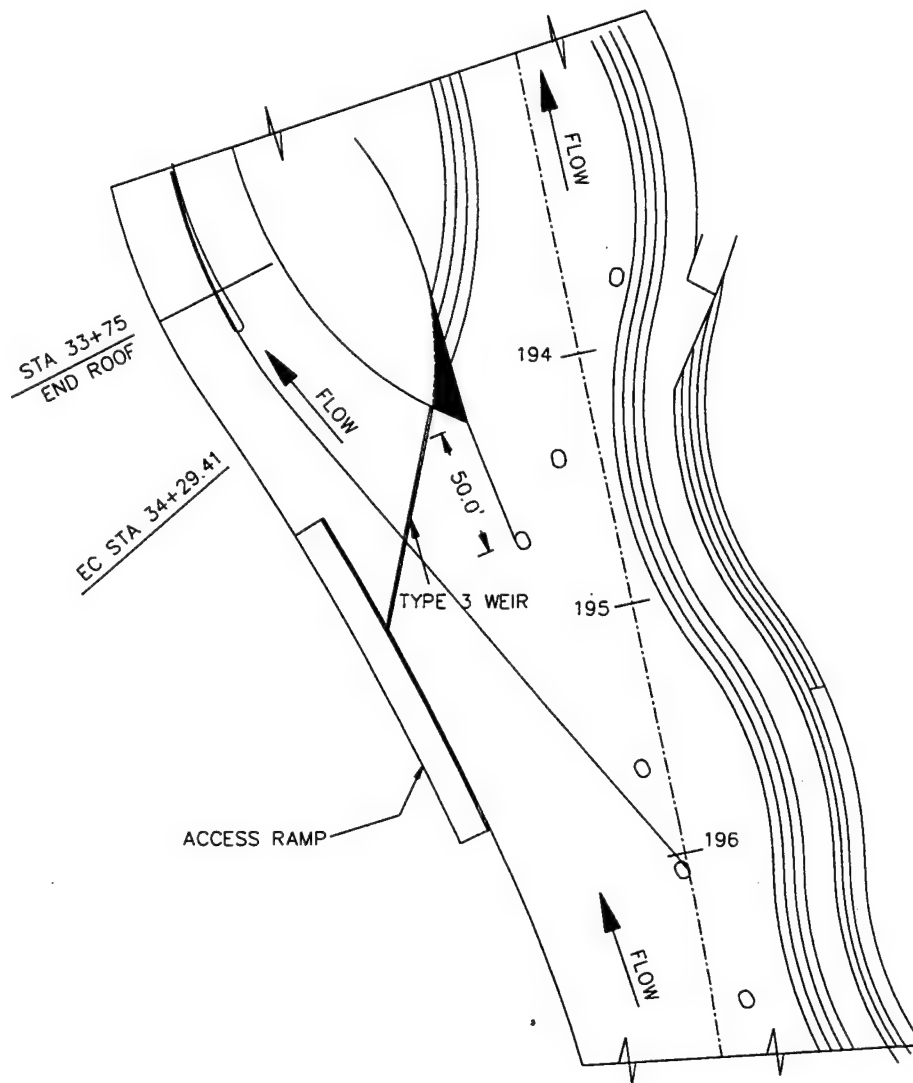 FLOW
194
STA 33+75
END ROOF
FLOW
EC STA 34+29.41
50.0'
TYPE 3 WEIR
195
ACCESS RAMP
196
FLOW